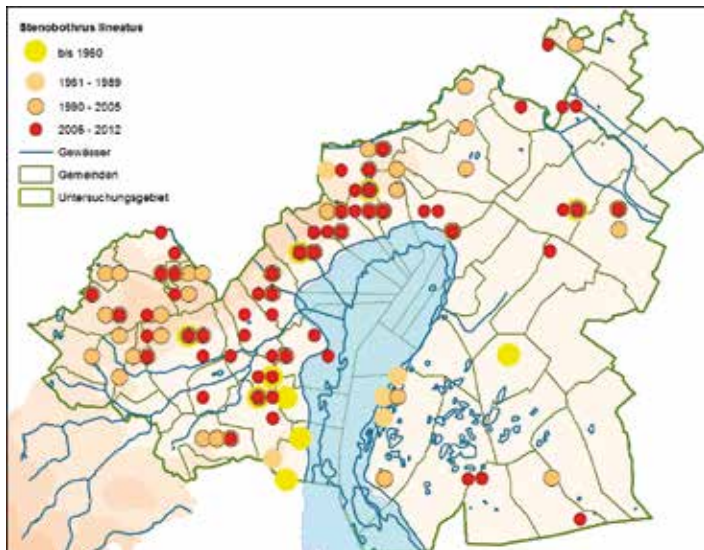 Stenobothrus lineatus
bis 1960
1961 - 1989
1990 - 2005
2006 - 2012
Gewässer
Gemeinden
Untersuchungsgebiet